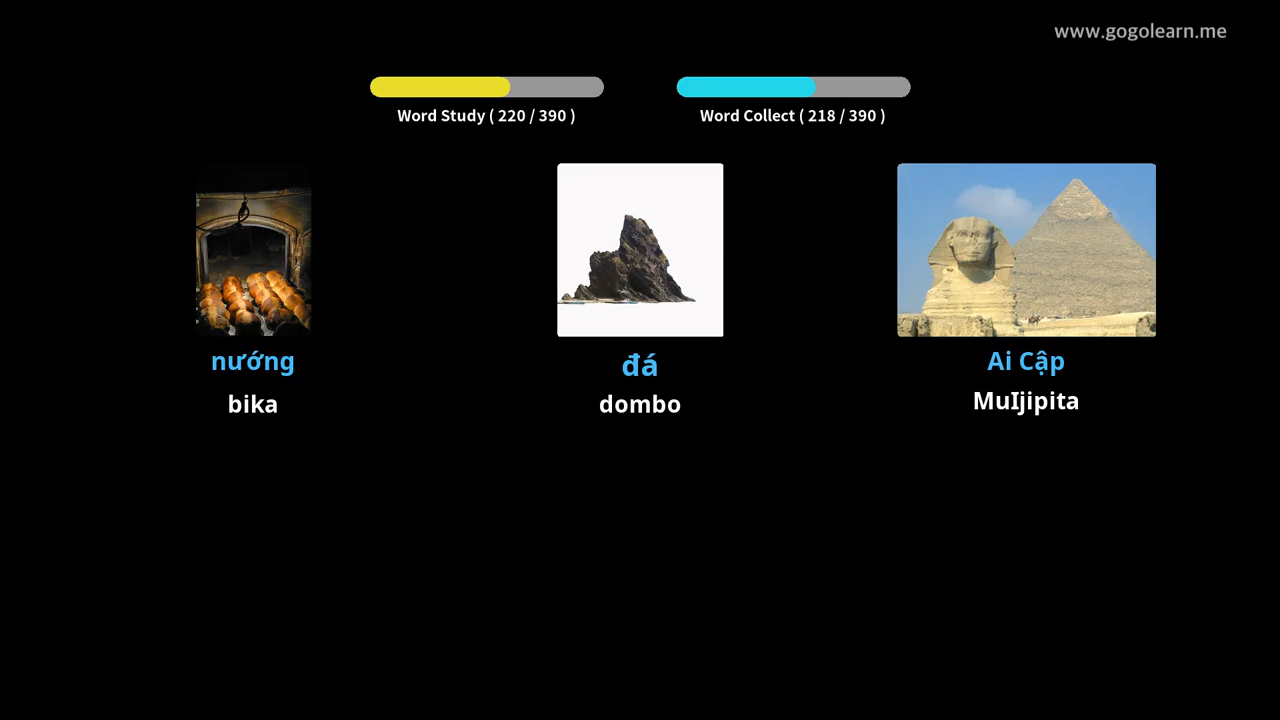 www.gogolearn.me
Word Study ( 220 / 390 )
Word Collect ( 218 / 390 )
nướng
đá
Ai Cập
bika
dombo
MuIjipita